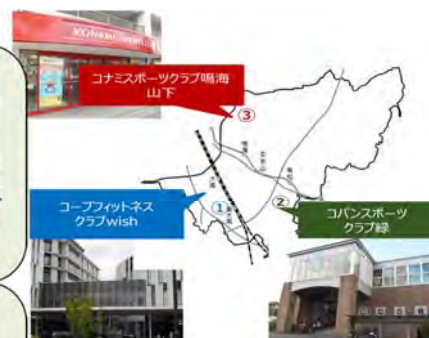 KONAMI
コナミスポーツクラブ鳴海
山下
③
コープフィットネス
クラブwish
①
②
コパンスポーツ
クラブ緑